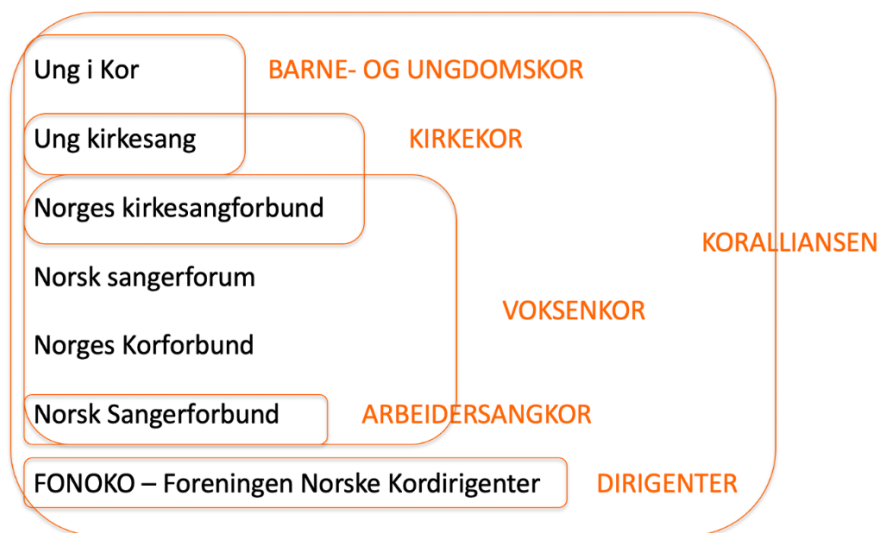 Ung i Kor BARNE- OG UNGDOMSKOR
Ung kirkesang KIRKEKOR
Norges kirkesangforbund
KORALLIANSEN
Norsk sangerforum
VOKSENKOR
Norges Korforbund
Norsk Sangerforbund ARBEIDERSANGKOR
FONOKO – Foreningen Norske Kordirigenter DIRIGENTER